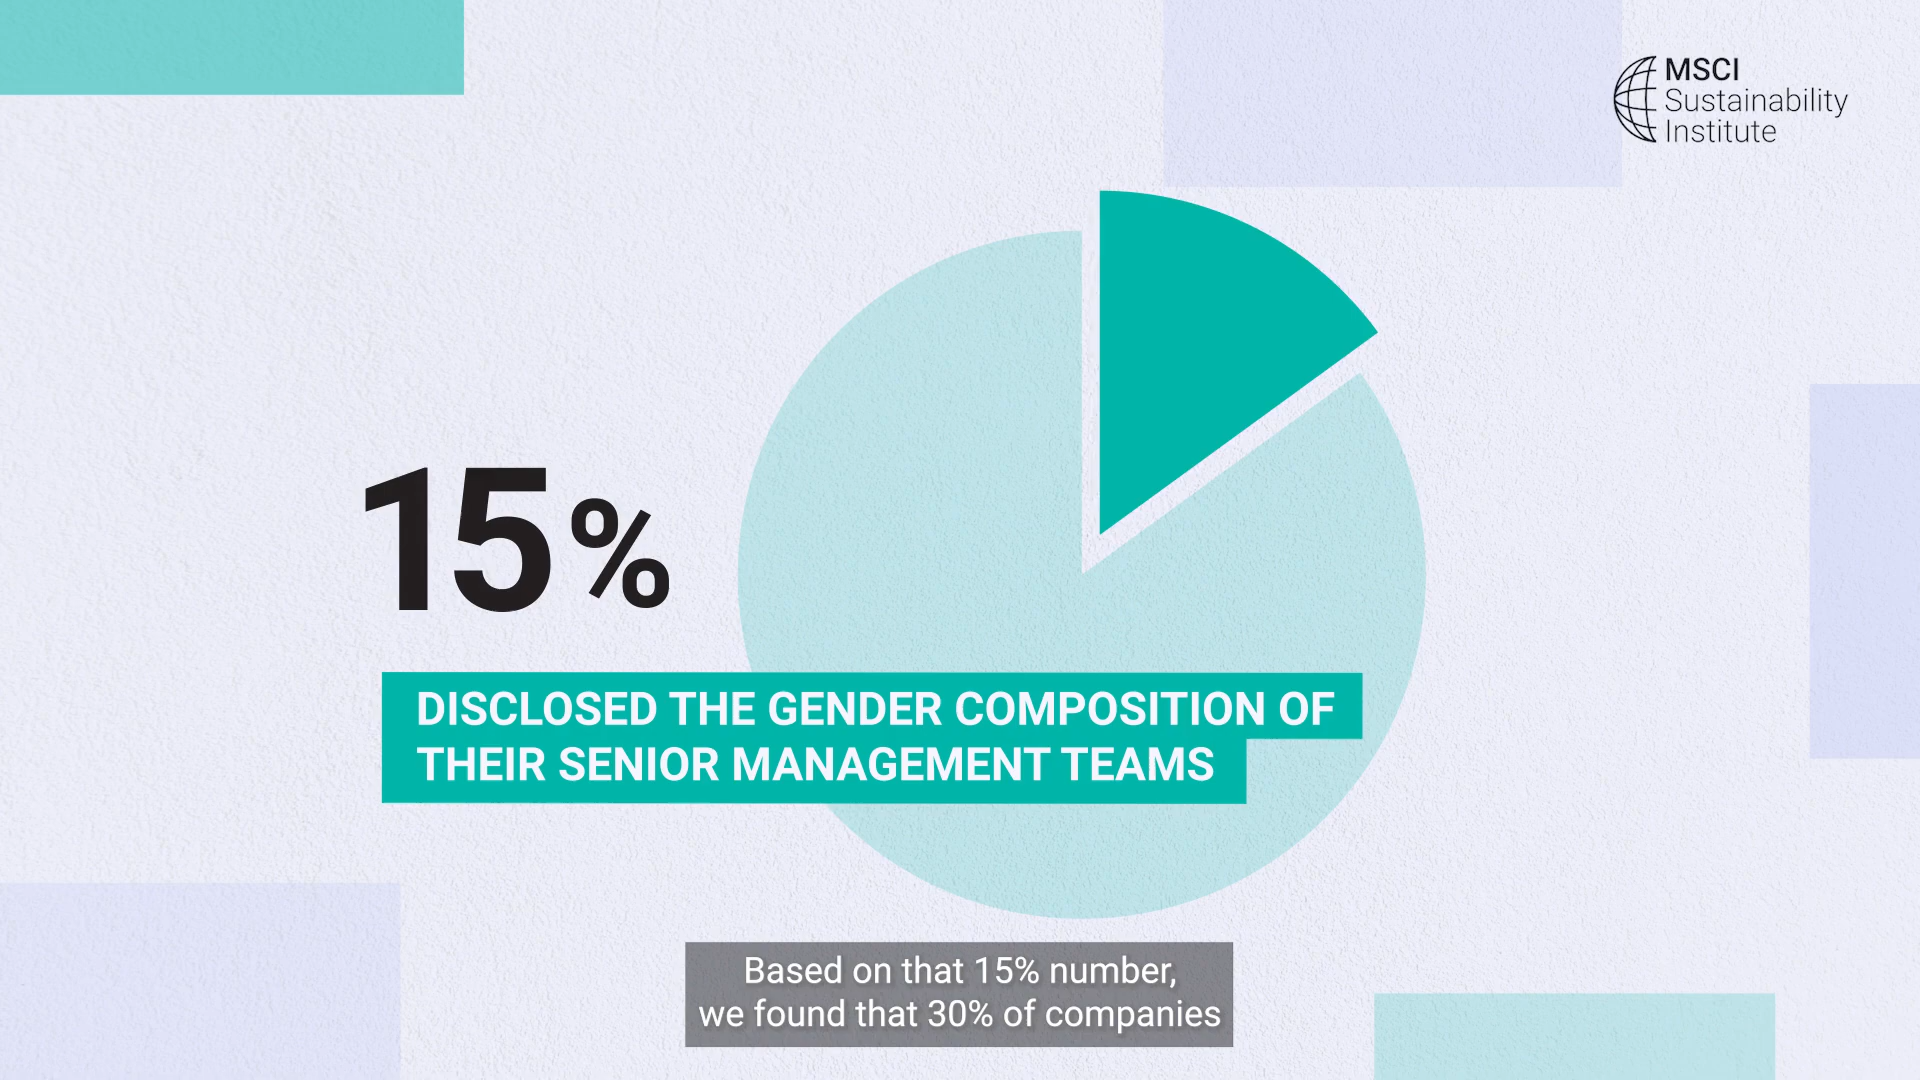 MSCI
Sustainability
Institute
15%
DISCLOSED THE GENDER COMPOSITION OF
THEIR SENIOR MANAGEMENT TEAMS
Based on that 15% number,
we found that 30% of companies